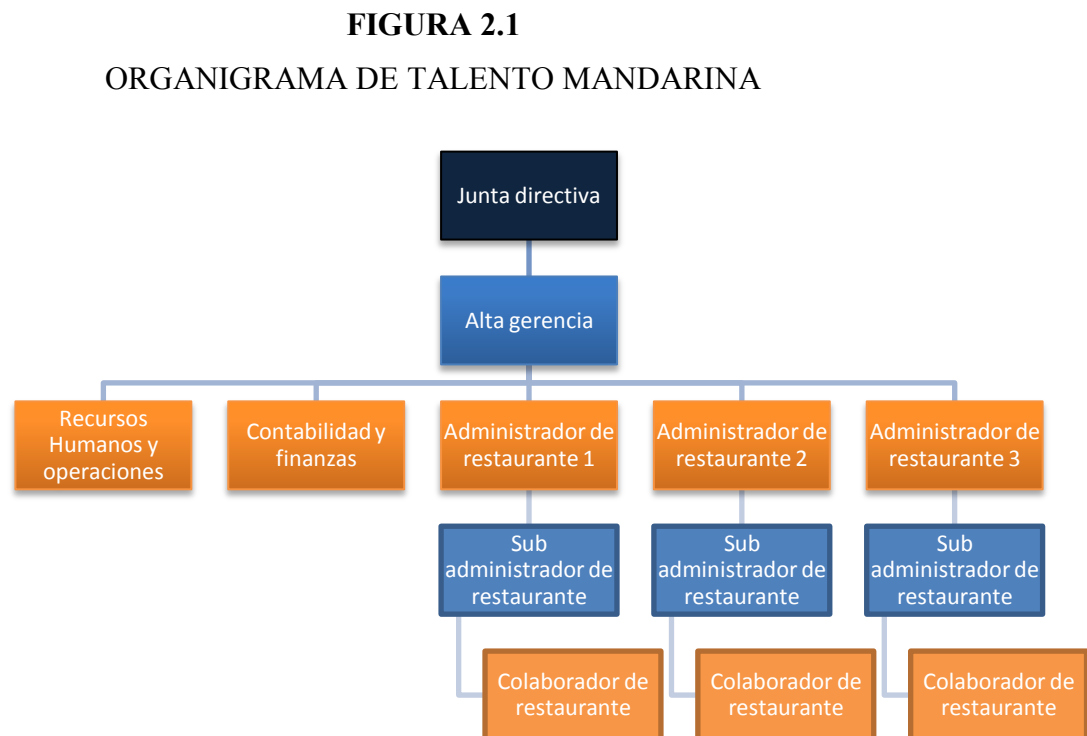 FIGURA 2.1
ORGANIGRAMA DE TALENTO MANDARINA
Junta directiva
Alta gerencia
Recursos
Humanos y
operaciones
Contabilidad y
finanzas
Administrador de
restaurante 1
Administrador de
restaurante 2
Administrador de
restaurante 3
Sub
administrador de
restaurante
Sub
administrador de
restaurante
Sub
administrador de
restaurante
Colaborador de
restaurante
Colaborador de
restaurante
Colaborador de
restaurante